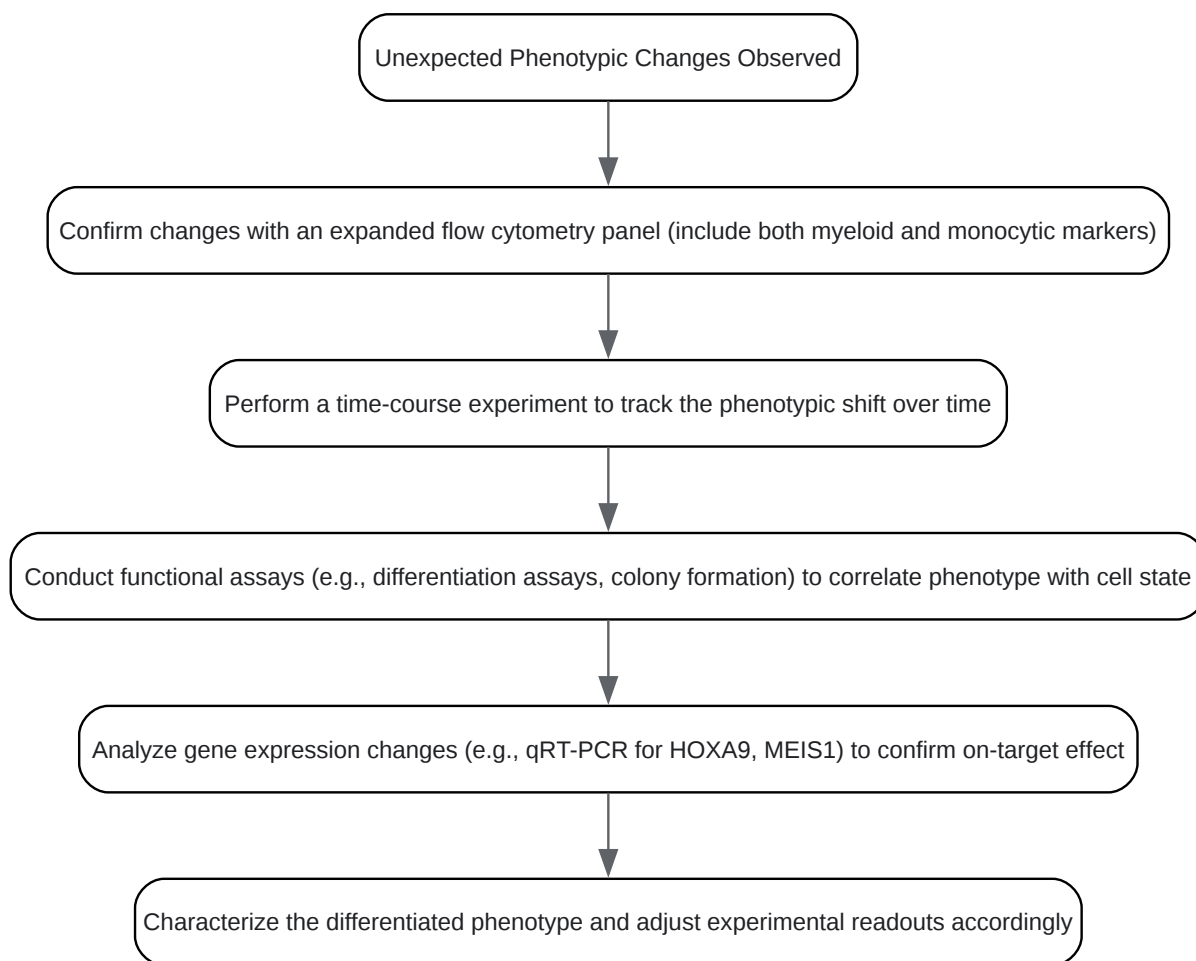 Unexpected Phenotypic Changes Observed
Confirm changes with an expanded flow cytometry panel (include both myeloid and monocytic markers)
Perform a time-course experiment to track the phenotypic shift over time
Conduct functional assays (e.g., differentiation assays, colony formation) to correlate phenotype with cell state
Analyze gene expression changes (e.g., qRT-PCR for HOXA9, MEIS1) to confirm on-target effect
Characterize the differentiated phenotype and adjust experimental readouts accordingly